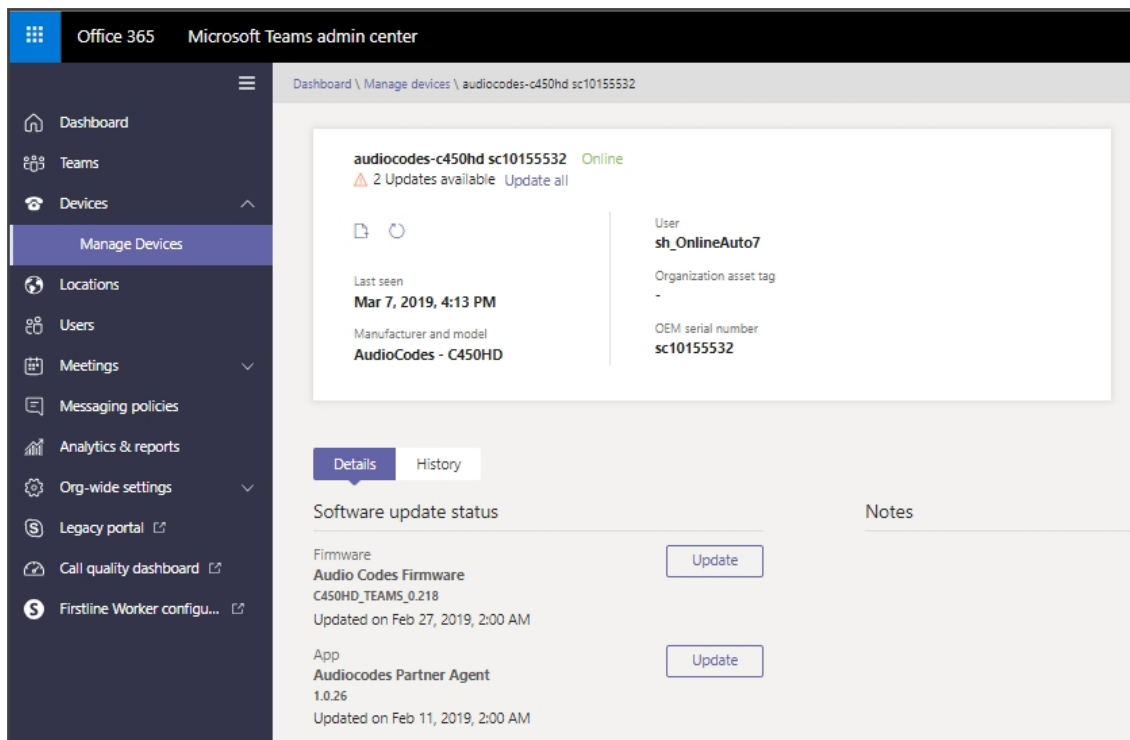 Office 365 Microsoft Teams admin center
Dashboard
Teams
Devices
Manage Devices
Locations
Users
Meetings
Messaging policies
Analytics & reports
Org-wide settings
Legacy portal
Call quality dashboard
Firstline Worker configu...
Dashboard \ Manage devices \ audiocodes-c450hd sc10155532
audiocodes-c450hd sc10155532 Online
2 Updates available Update all
Last seen
Mar 7, 2019, 4:13 PM
Manufacturer and model
AudioCodes - C450HD
User
sh_OnlineAuto7
Organization asset tag
-
OEM serial number
sc10155532
Details History
Software update status
Firmware
Audio Codes Firmware
C450HD_TEAMS_0.218
Updated on Feb 27, 2019, 2:00 AM
Update
App
Audiocodes Partner Agent
1.0.26
Updated on Feb 11, 2019, 2:00 AM
Update
Notes